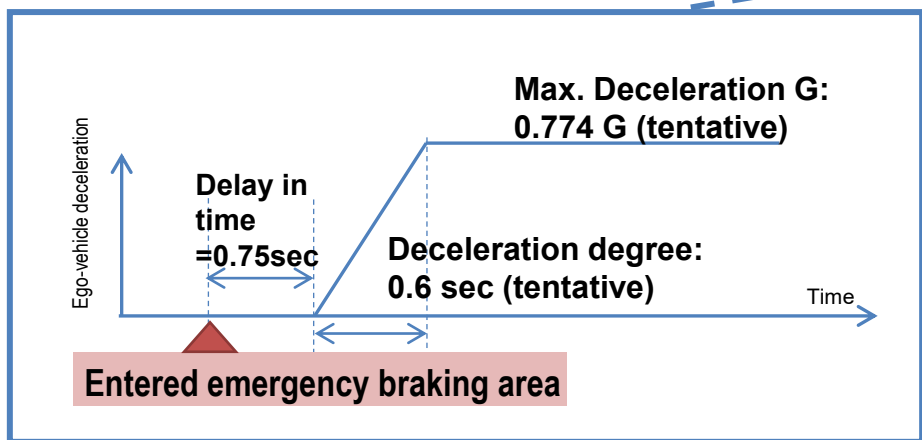 Max. Deceleration G:
0.774 G (tentative)
Ego-vehicle deceleration
Delay in
time
=0.75sec
Deceleration degree:
0.6 sec (tentative)
Time
Entered emergency braking area